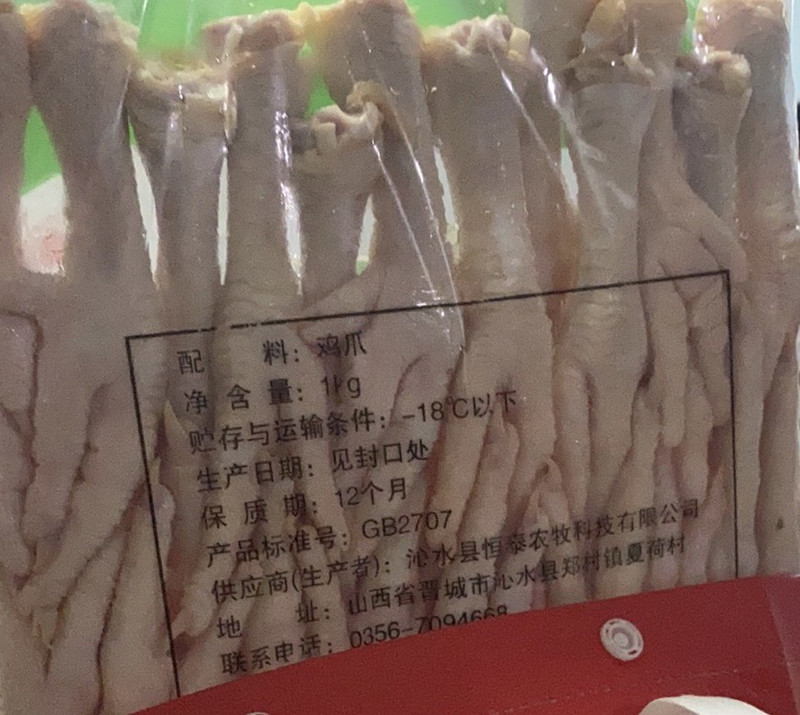 配 料: 鸡爪
净 含 量: 1kg
贮存与运输条件: -18℃以下
生产日期: 见封口处
保 质 期: 12个月
产品标准号: GB2707
供应商(生产者): 沁水县恒泰农牧科技有限公司
地 址: 山西省晋城市沁水县郑村镇夏荷村
联系电话: 0356-7094668